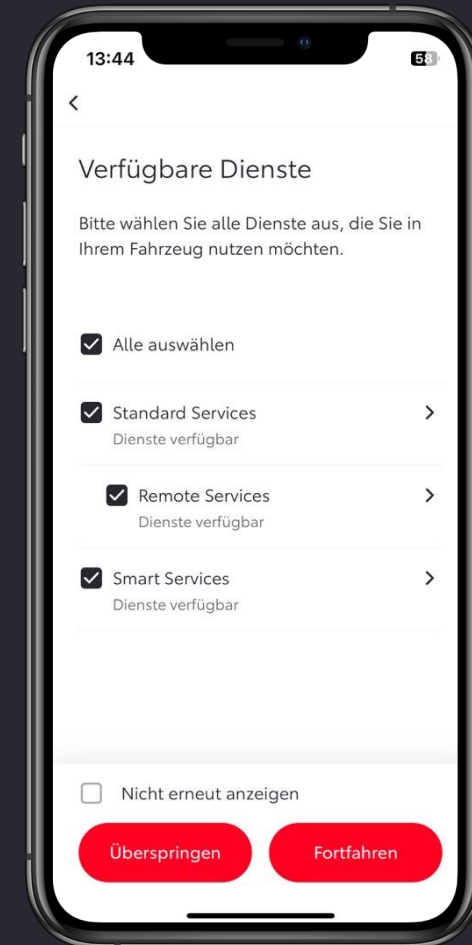 13:44
58
Verfügbare Dienste
Bitte wählen Sie alle Dienste aus, die Sie in
Ihrem Fahrzeug nutzen möchten.
Alle auswählen
Standard Services
Dienste verfügbar
Remote Services
Dienste verfügbar
Smart Services
Dienste verfügbar
Nicht erneut anzeigen
Überspringen
Fortfahren